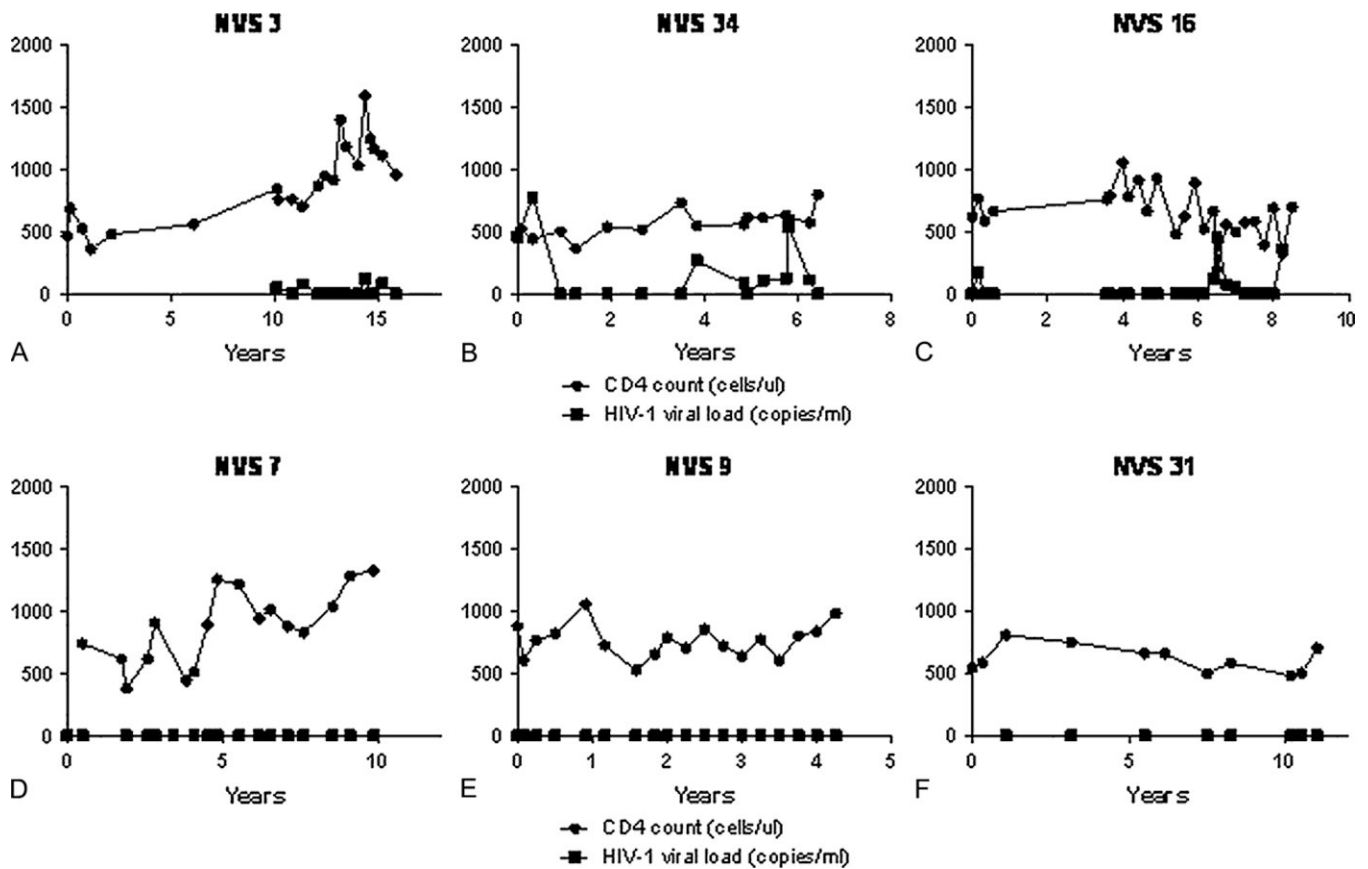 NVS 3
NVS 34
NVS 16
2000
1500
1000
500
0
2000
1500
1000
500
0
2000
1500
1000
500
0
0 5 10 15
0 2 4 6 8
0 2 4 6 8 10
A Years
B Years
C Years
CD4 count (cells/ul)
HIV-1 viral load (copies/ml)
NVS 7
NVS 9
NVS 31
2000
1500
1000
500
0
2000
1500
1000
500
0
2000
1500
1000
500
0
0 5 10
0 1 2 3 4 5
0 5 10
D Years
E Years
F Years
CD4 count (cells/ul)
HIV-1 viral load (copies/ml)